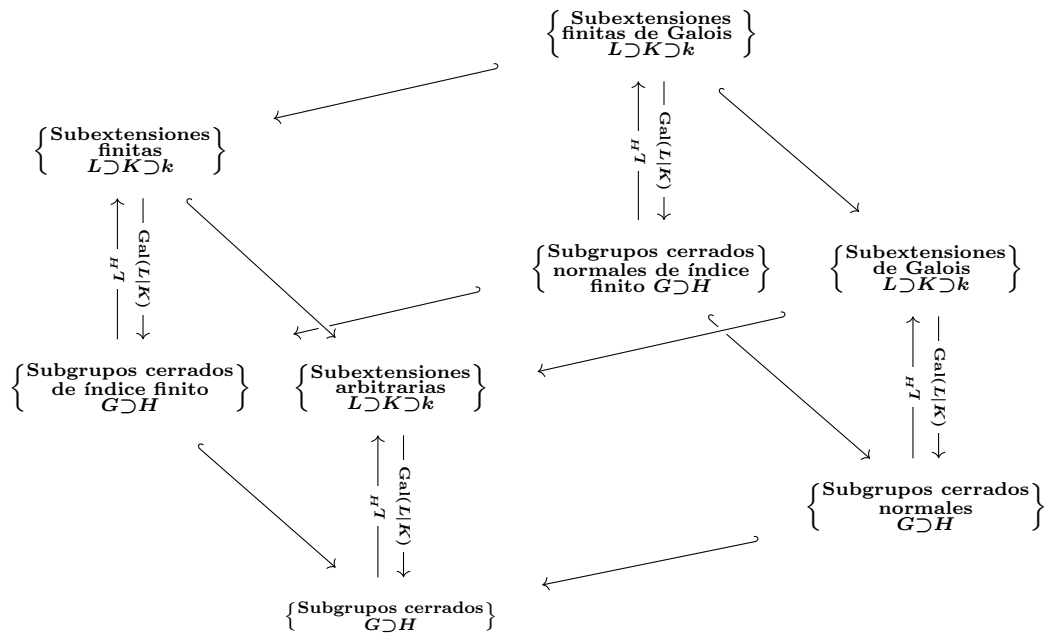 Subextensiones
finitas de Galois
L⊃K⊃k
Subextensiones
finitas
L⊃K⊃k
Gal(L|K)
L^H
Gal(L|K)
L^H
Subgrupos cerrados
normales de índice
finito G⊃H
Subextensiones
de Galois
L⊃K⊃k
Subgrupos cerrados
de índice finito
G⊃H
Subextensiones
arbitrarias
L⊃K⊃k
Gal(L|K)
L^H
Gal(L|K)
L^H
Subgrupos cerrados
normales
G⊃H
Subgrupos cerrados
G⊃H